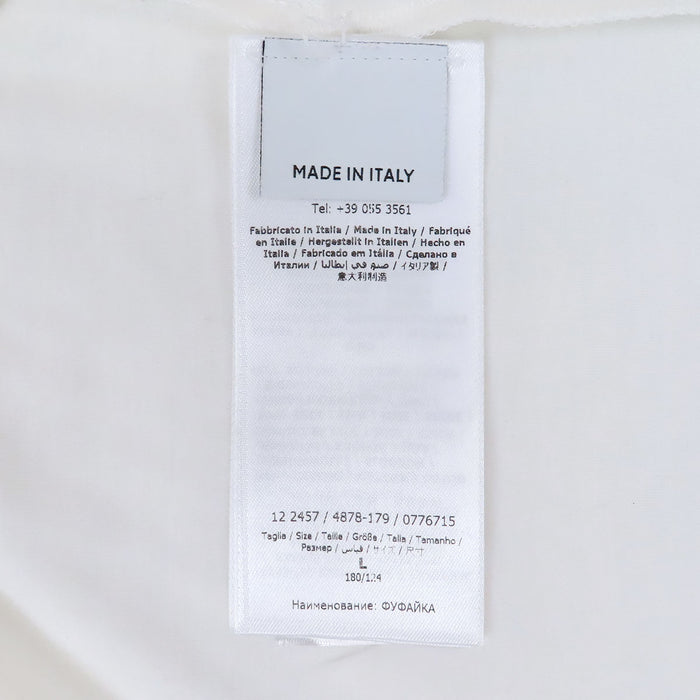 MADE IN ITALY
Tel: +39 055 3561
Fabbricato in Italia / Made in Italy / Fabriqué
en Italie / Hergestellt in Italien / Hecho en
Italia / Fabricado em Itália / Сделано в
Италии / صنع في إيطاليا / イタリア製 /
意大利制造
12 2457 / 4878-179 / 0776715
Taglia / Size / Taille / Größe / Talla / Tamanho /
Размер / قياس / サイズ / 尺寸
L
180/124
Наименование: ФУФАЙКА